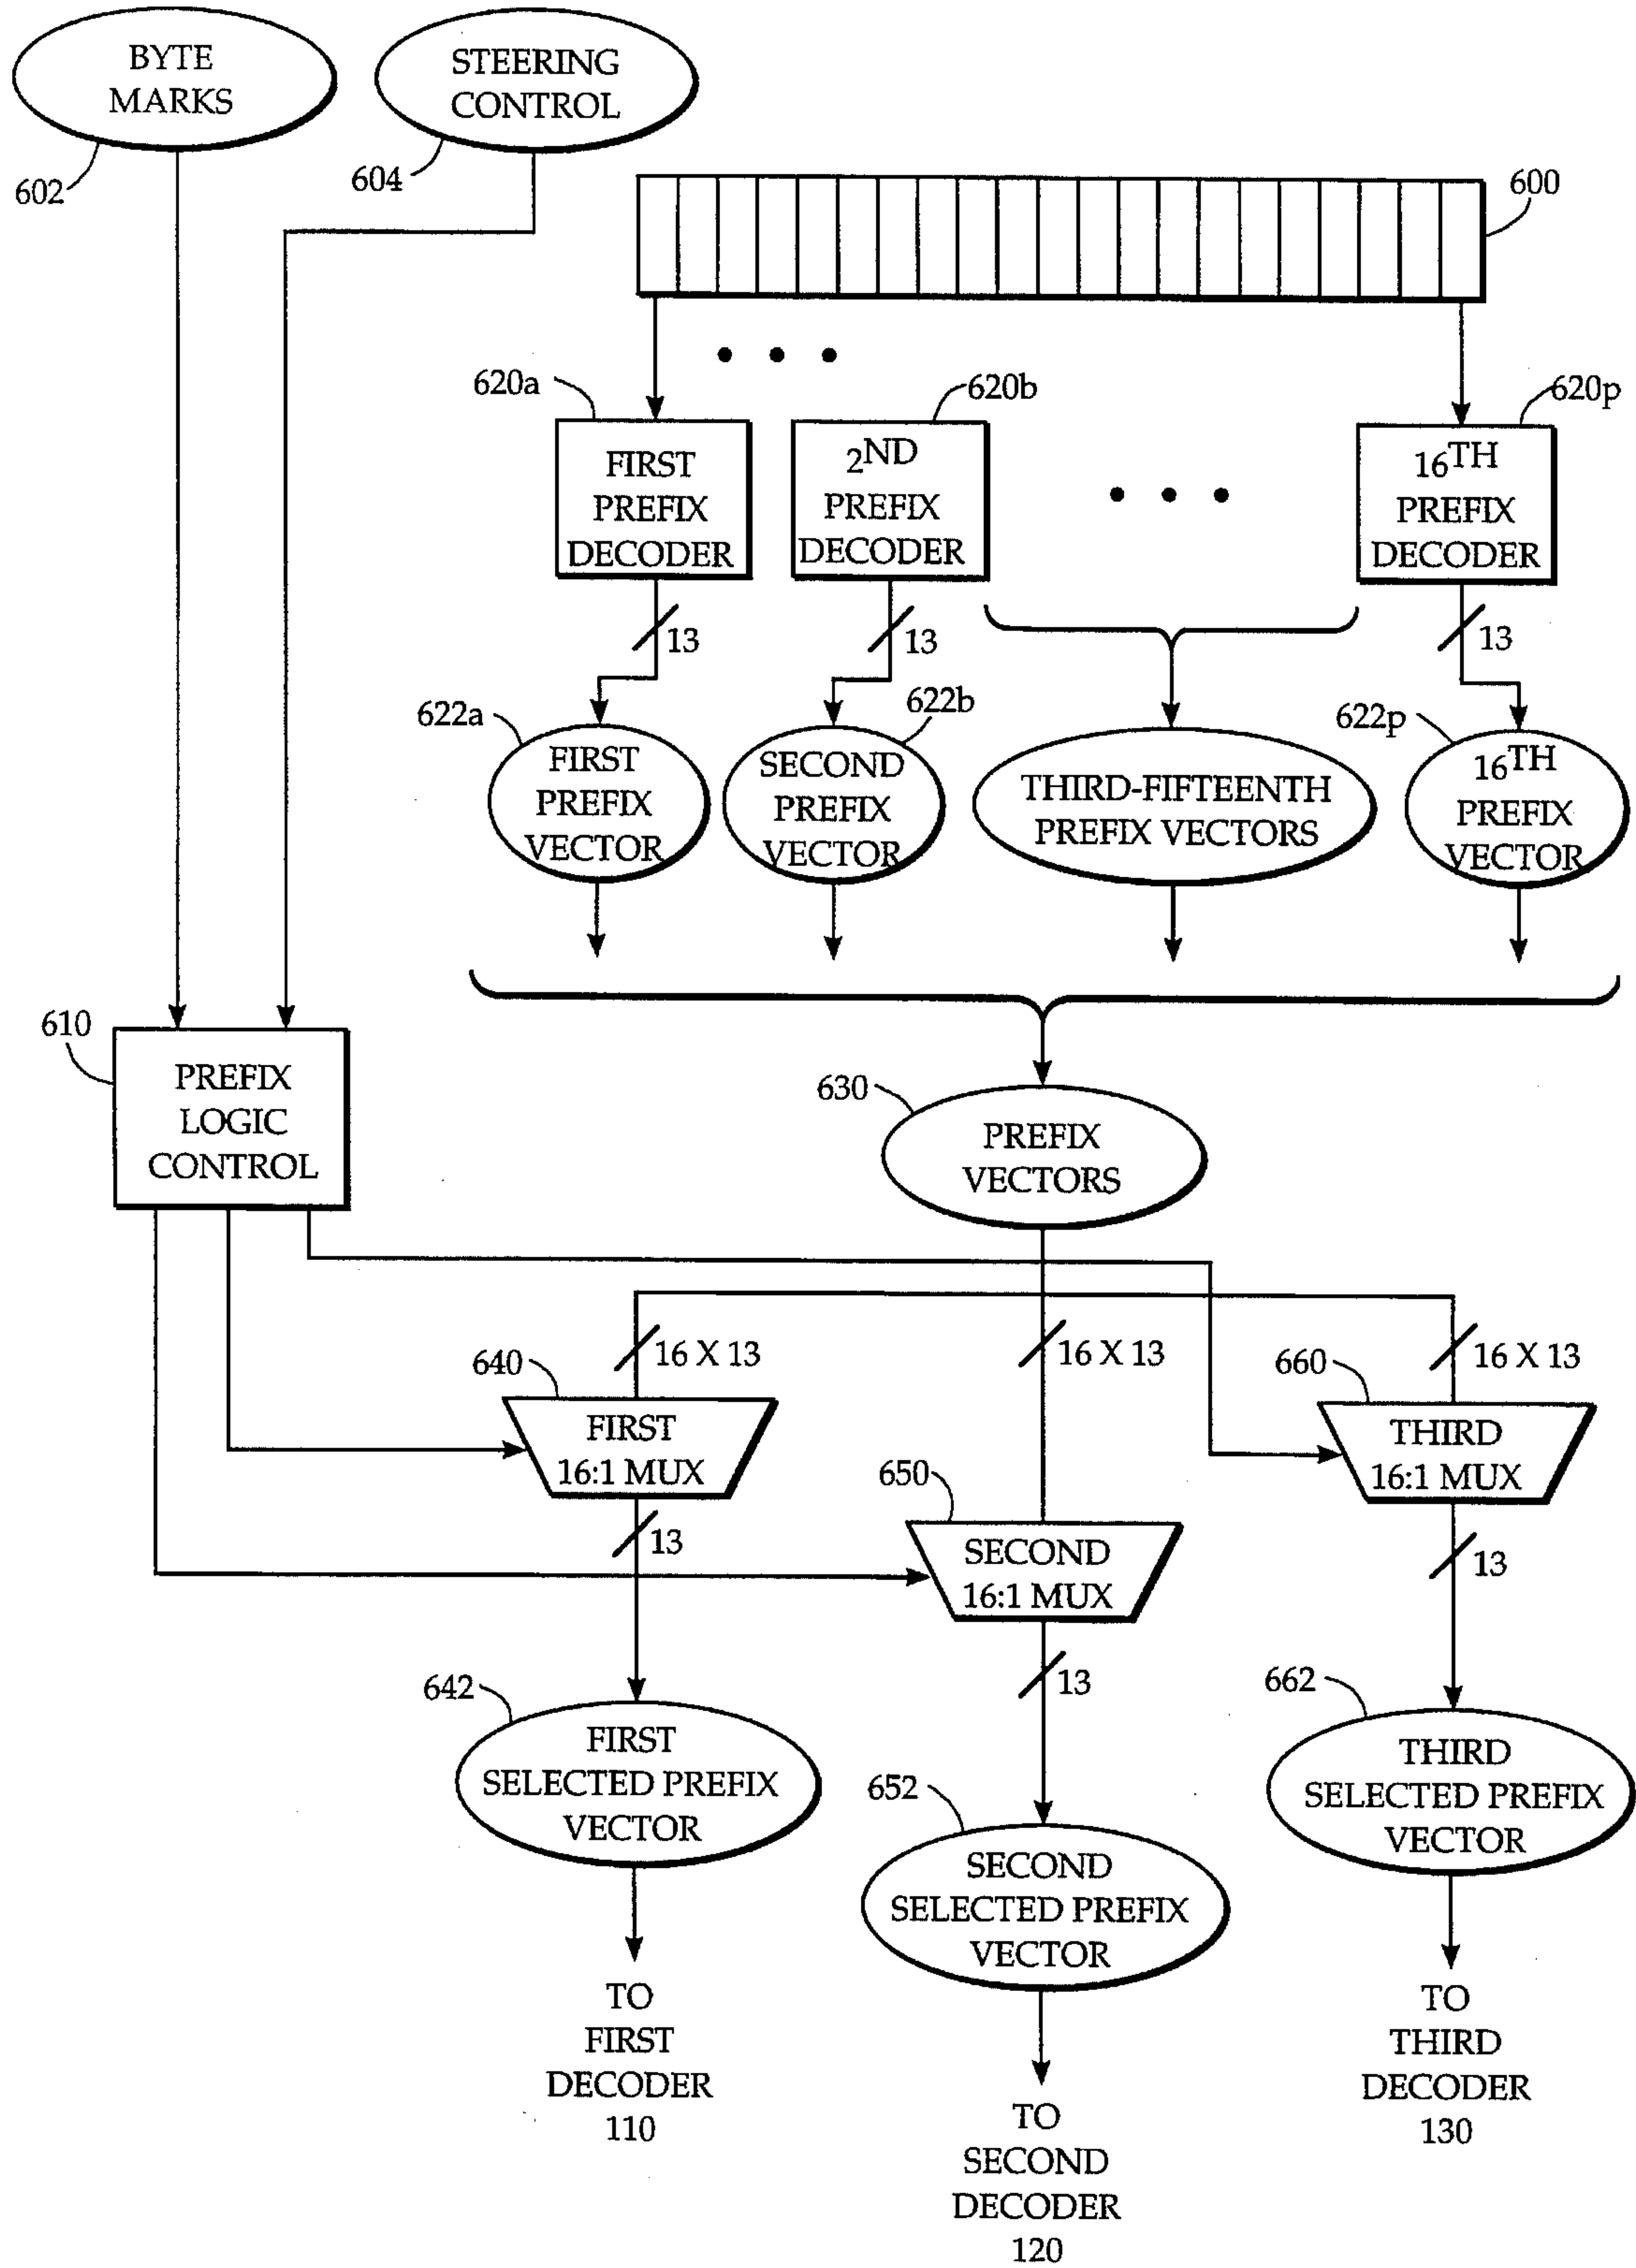 BYTE
MARKS
STEERING
CONTROL
602
604
600
620a
620b
620p
FIRST
PREFIX
DECODER
2ND
PREFIX
DECODER
16TH
PREFIX
DECODER
13
13
13
622a
622b
622p
FIRST
PREFIX
VECTOR
SECOND
PREFIX
VECTOR
THIRD-FIFTEENTH
PREFIX VECTORS
16TH
PREFIX
VECTOR
610
PREFIX
LOGIC
CONTROL
630
PREFIX
VECTORS
16 X 13
16 X 13
16 X 13
640
FIRST
16:1 MUX
660
THIRD
16:1 MUX
650
SECOND
16:1 MUX
13
13
13
642
FIRST
SELECTED PREFIX
VECTOR
662
THIRD
SELECTED PREFIX
VECTOR
652
SECOND
SELECTED PREFIX
VECTOR
TO
FIRST
DECODER
110
TO
THIRD
DECODER
130
TO
SECOND
DECODER
120